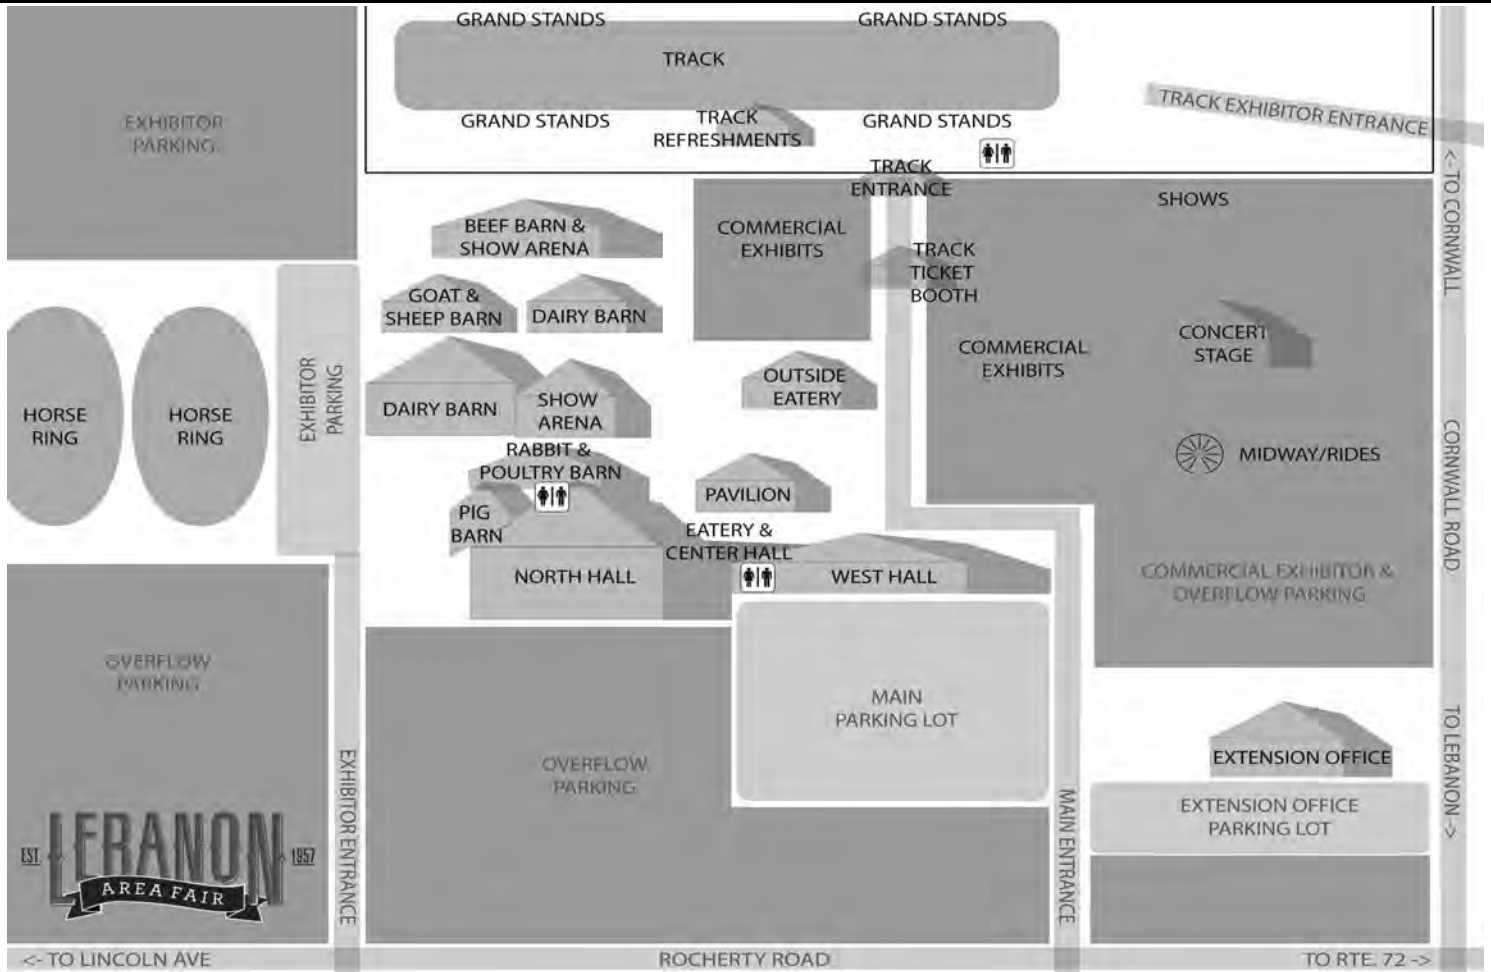 GRAND STANDS
GRAND STANDS
TRACK
TRACK EXHIBITOR ENTRANCE
EXHIBITOR
PARKING
GRAND STANDS
TRACK
REFRESHMENTS
GRAND STANDS
TRACK
ENTRANCE
<- TO CORNWALL
SHOWS
BEEF BARN &
SHOW ARENA
COMMERCIAL
EXHIBITS
TRACK
TICKET
BOOTH
GOAT &
SHEEP BARN
DAIRY BARN
CONCERT
STAGE
COMMERCIAL
EXHIBITS
OUTSIDE
EATERY
EXHIBITOR
PARKING
HORSE
RING
HORSE
RING
DAIRY BARN
SHOW
ARENA
RABBIT &
POULTRY BARN
MIDWAY/RIDES
CORNWALL ROAD
PAVILION
PIG
BARN
EATERY &
CENTER HALL
NORTH HALL
WEST HALL
COMMERCIAL EXHIBITOR &
OVERFLOW PARKING
OVERFLOW
PARKING
MAIN
PARKING LOT
TO LEBANON ->
EXTENSION OFFICE
OVERFLOW
PARKING
EXHIBITOR ENTRANCE
MAIN ENTRANCE
EXTENSION OFFICE
PARKING LOT
EST.
LEBANON
1957
AREA FAIR
<- TO LINCOLN AVE
ROCHERTY ROAD
TO RTE. 72 ->